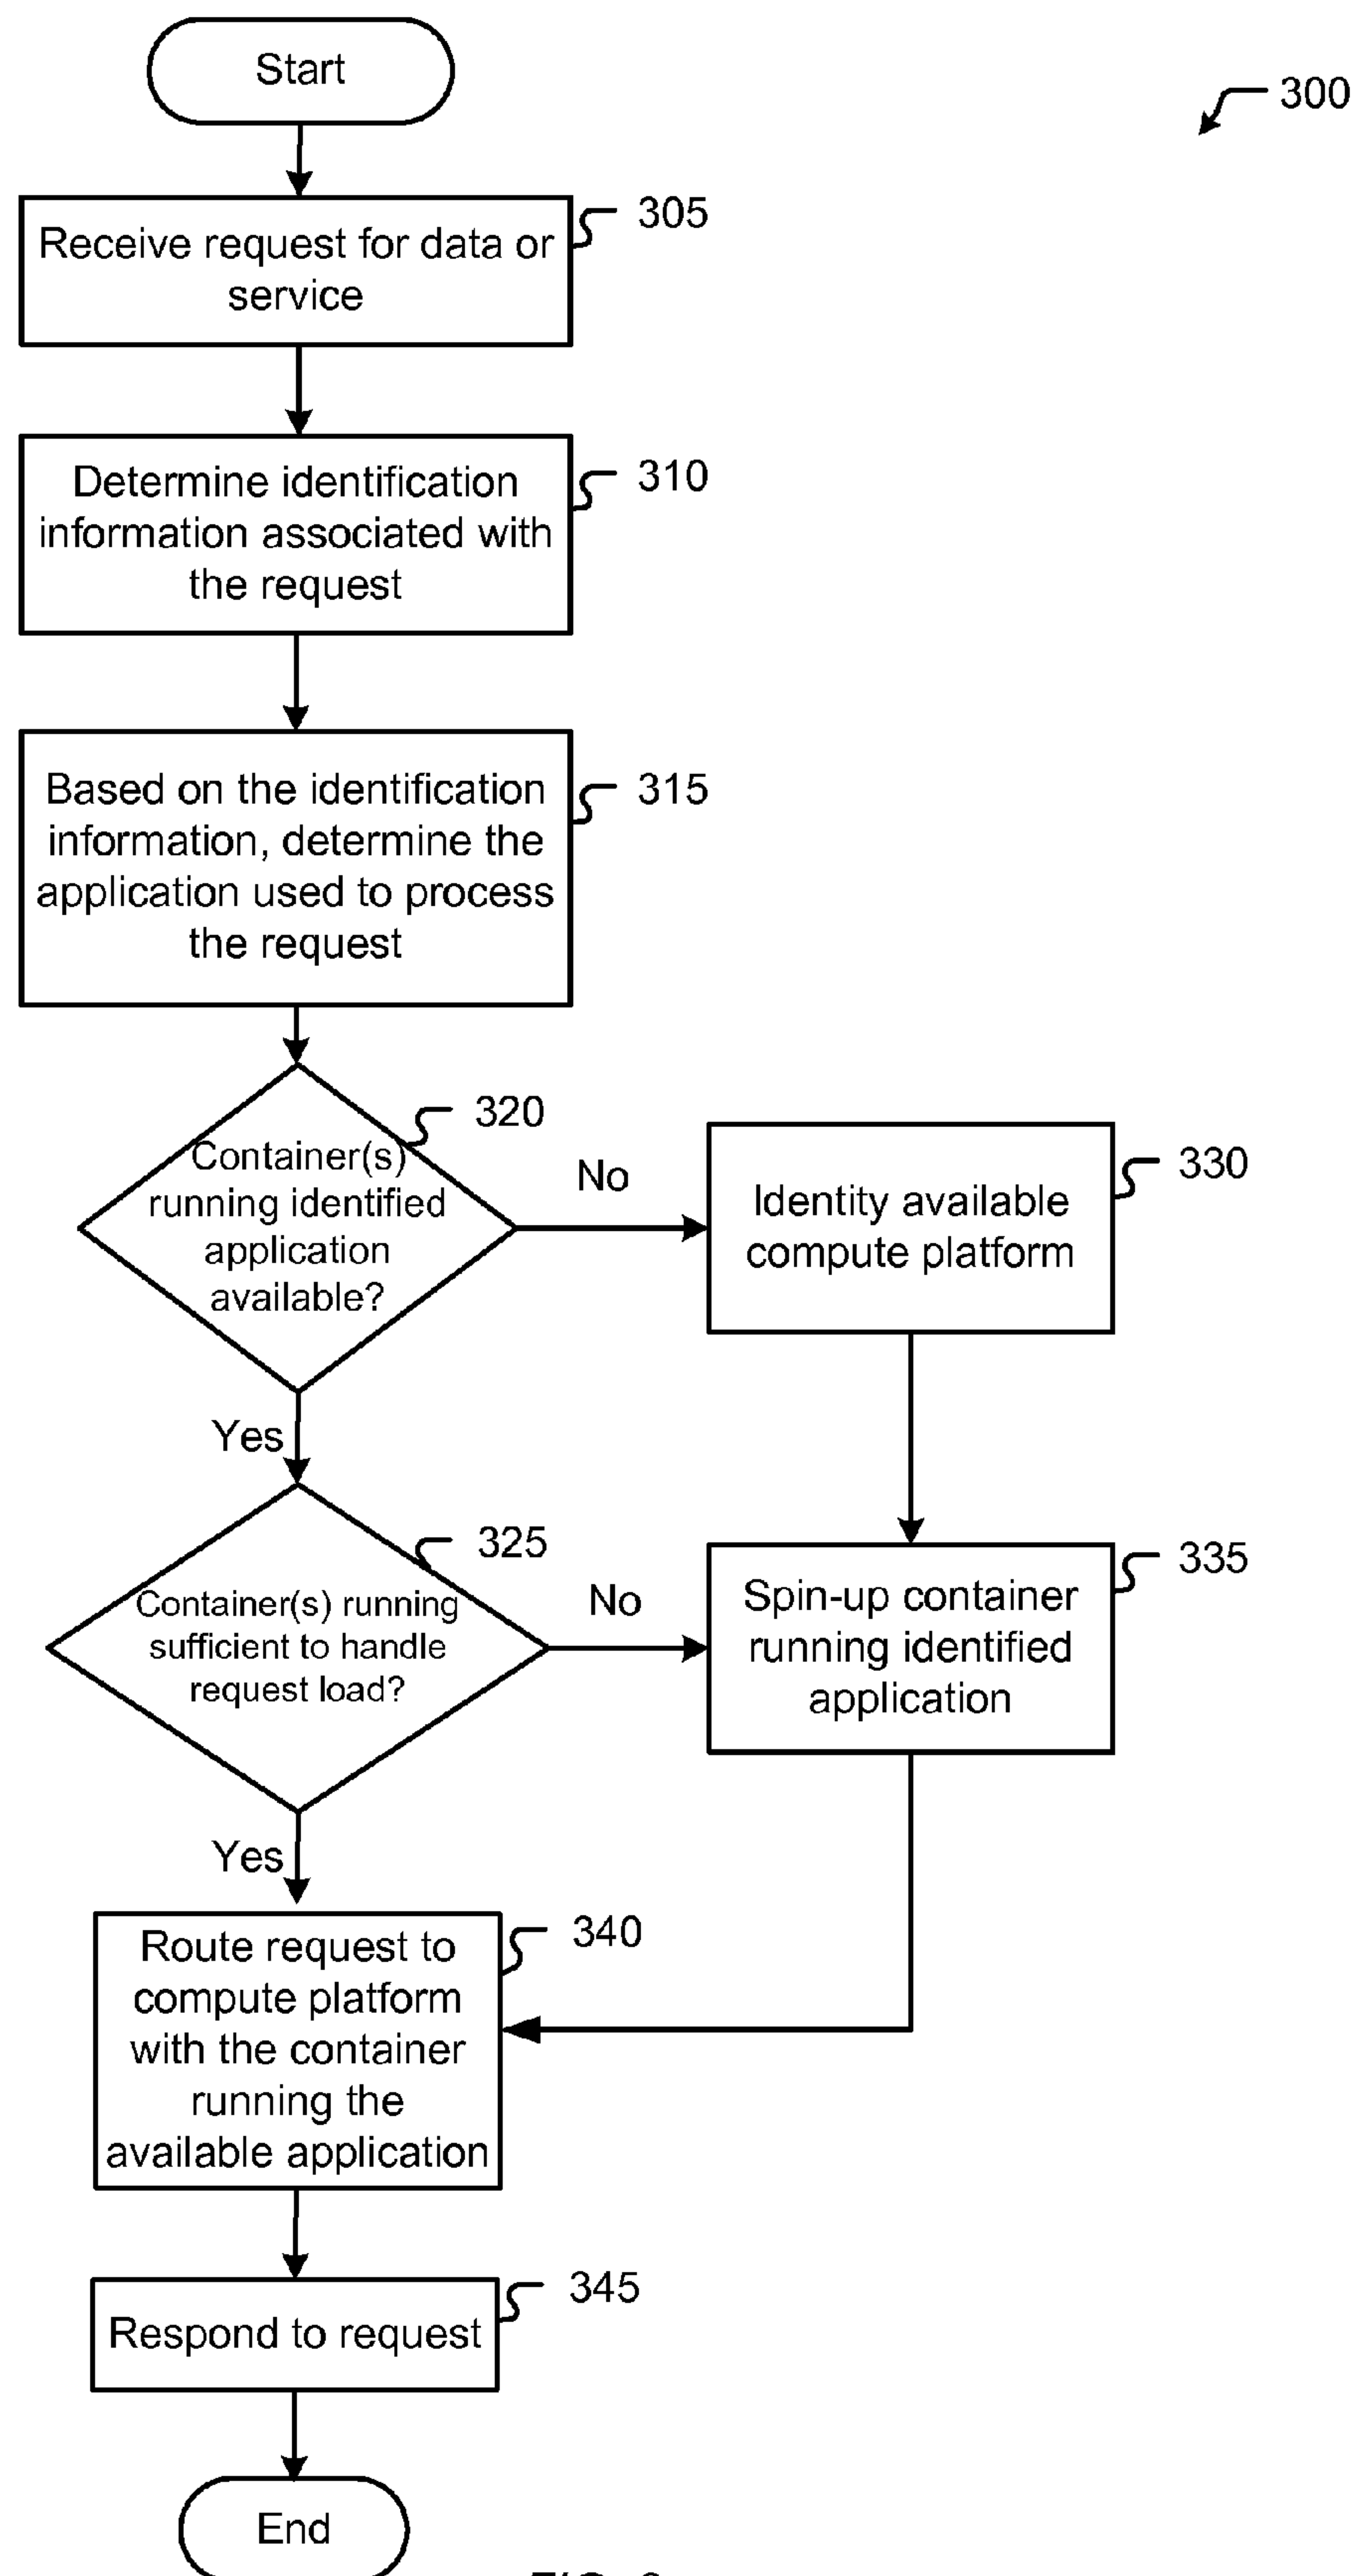 Start
300
Receive request for data or
service
305
Determine identification
information associated with
the request
310
Based on the identification
information, determine the
application used to process
the request
315
Container(s)
running identified
application
available?
320
No
Identity available
compute platform
330
Yes
Container(s) running
sufficient to handle
request load?
325
No
Spin-up container
running identified
application
335
Yes
Route request to
compute platform
with the container
running the
available application
340
Respond to request
345
End